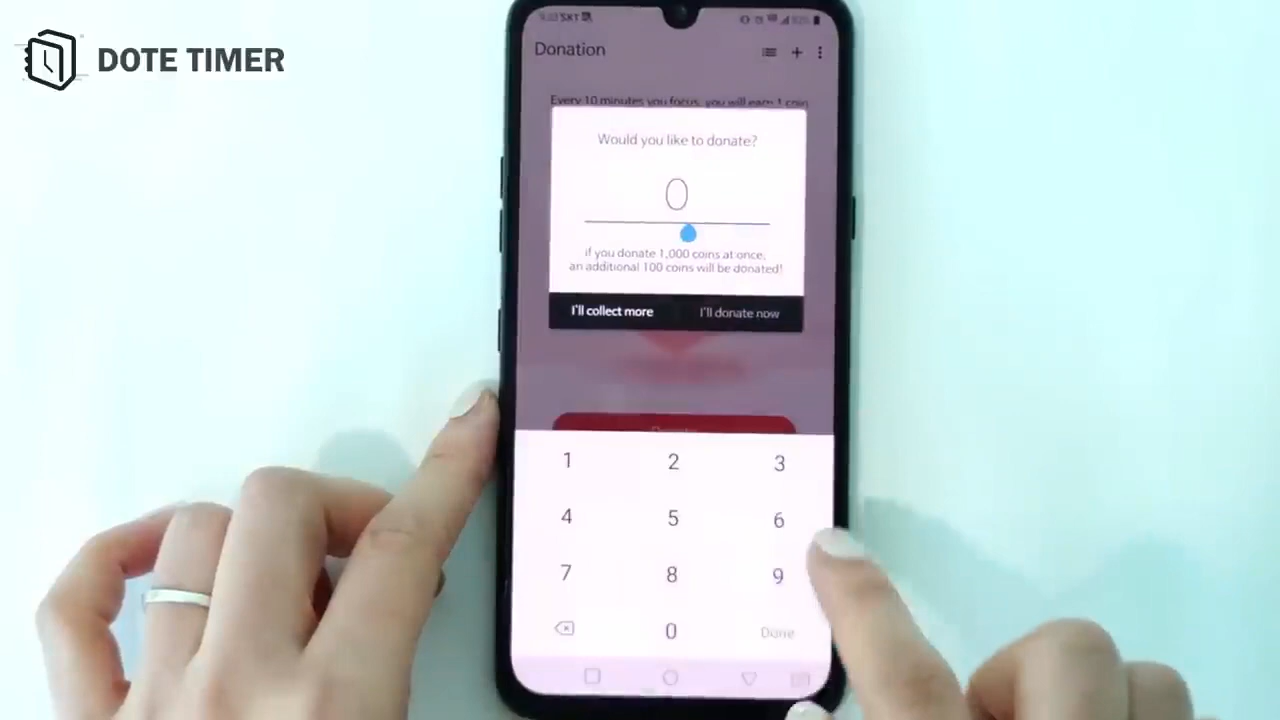 DOTE TIMER
Donation
Every 10 minutes you focus, you will earn 1 coin
Would you like to donate?
0
if you donate 1,000 coins at once,
an additional 100 coins will be donated!
I'll collect more
I'll donate now
1 2 3
4 5 6
7 8 9
0 Done